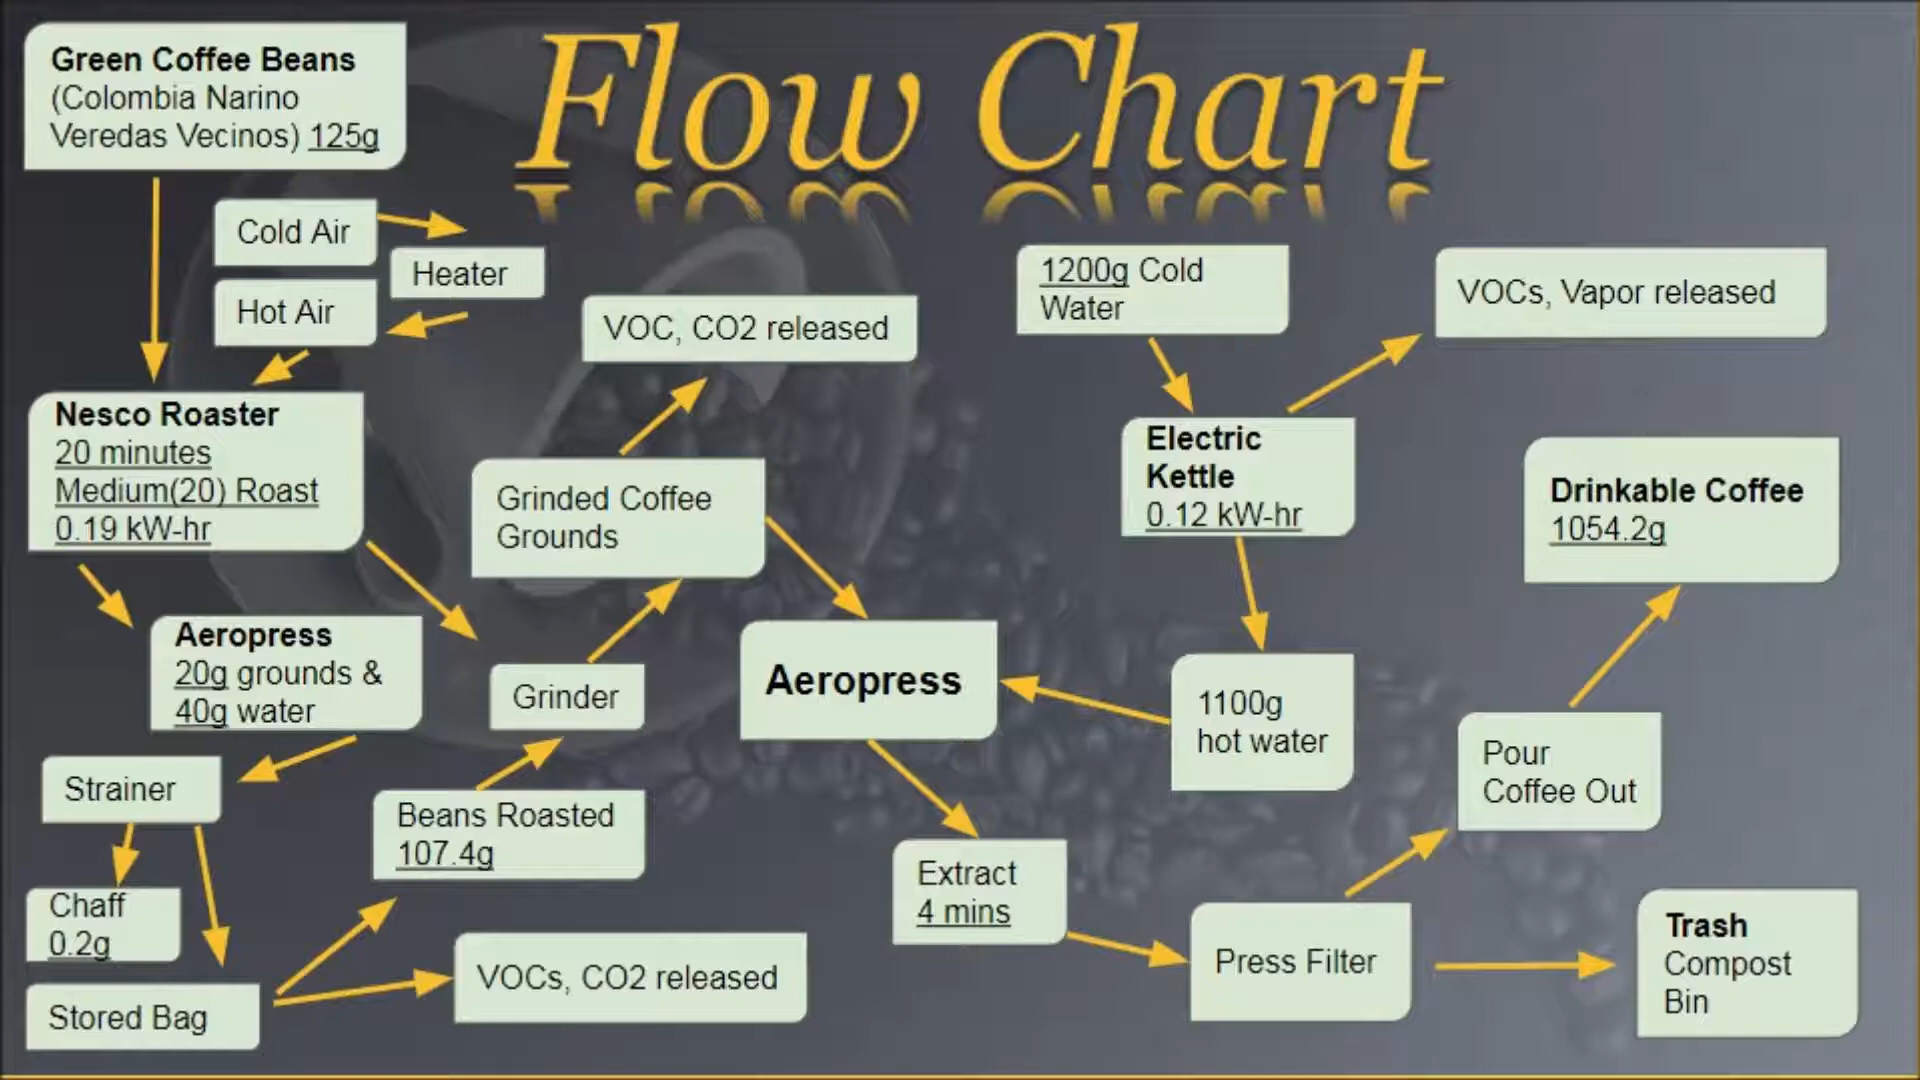 Flow Chart
Green Coffee Beans
(Colombia Narino
Veredas Vecinos) 125g
Cold Air
Heater
Hot Air
VOC, CO2 released
1200g Cold
Water
VOCs, Vapor released
Nesco Roaster
20 minutes
Medium(20) Roast
0.19 kW-hr
Grinded Coffee
Grounds
Electric
Kettle
0.12 kW-hr
Drinkable Coffee
1054.2g
Aeropress
20g grounds &
40g water
Grinder
Aeropress
1100g
hot water
Pour
Coffee Out
Strainer
Beans Roasted
107.4g
Extract
4 mins
Chaff
0.2g
Stored Bag
VOCs, CO2 released
Press Filter
Trash
Compost
Bin